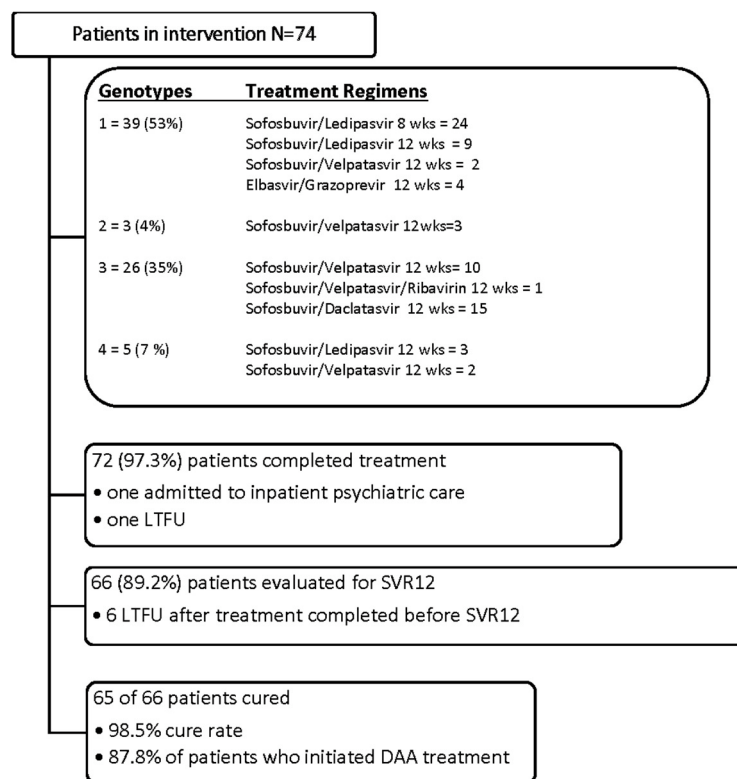 Patients in intervention N=74
Genotypes Treatment Regimens
1 = 39 (53%) Sofosbuvir/Ledipasvir 8 wks = 24
Sofosbuvir/Ledipasvir 12 wks = 9
Sofosbuvir/Velpatasvir 12 wks = 2
Elbasvir/Grazoprevir 12 wks = 4
2 = 3 (4%) Sofosbuvir/velpatasvir 12wks=3
3 = 26 (35%) Sofosbuvir/Velpatasvir 12 wks= 10
Sofosbuvir/Velpatasvir/Ribavirin 12 wks = 1
Sofosbuvir/Daclatasvir 12 wks = 15
4 = 5 (7 %) Sofosbuvir/Ledipasvir 12 wks = 3
Sofosbuvir/Velpatasvir 12 wks = 2
72 (97.3%) patients completed treatment
• one admitted to inpatient psychiatric care
• one LTFU
66 (89.2%) patients evaluated for SVR12
• 6 LTFU after treatment completed before SVR12
65 of 66 patients cured
• 98.5% cure rate
• 87.8% of patients who initiated DAA treatment